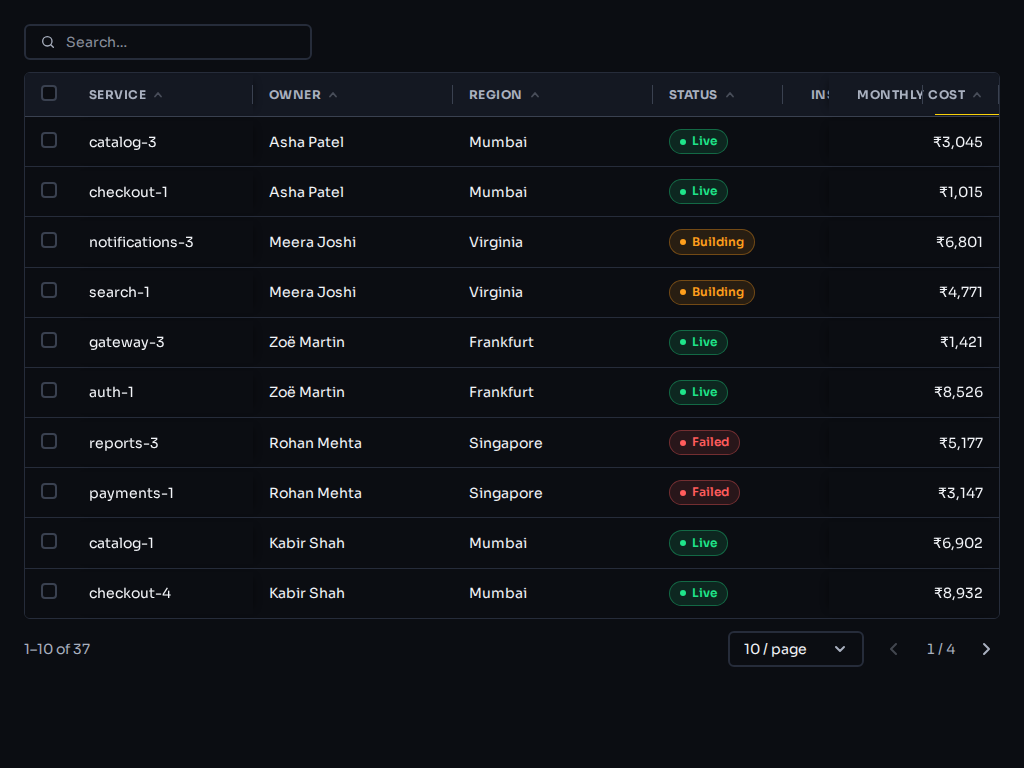 Search...
SERVICE OWNER REGION STATUS MONTHLY COST
catalog-3 Asha Patel Mumbai Live ₹3,045
checkout-1 Asha Patel Mumbai Live ₹1,015
notifications-3 Meera Joshi Virginia Building ₹6,801
search-1 Meera Joshi Virginia Building ₹4,771
gateway-3 Zoë Martin Frankfurt Live ₹1,421
auth-1 Zoë Martin Frankfurt Live ₹8,526
reports-3 Rohan Mehta Singapore Failed ₹5,177
payments-1 Rohan Mehta Singapore Failed ₹3,147
catalog-1 Kabir Shah Mumbai Live ₹6,902
checkout-4 Kabir Shah Mumbai Live ₹8,932
1–10 of 37 10 / page 1 / 4